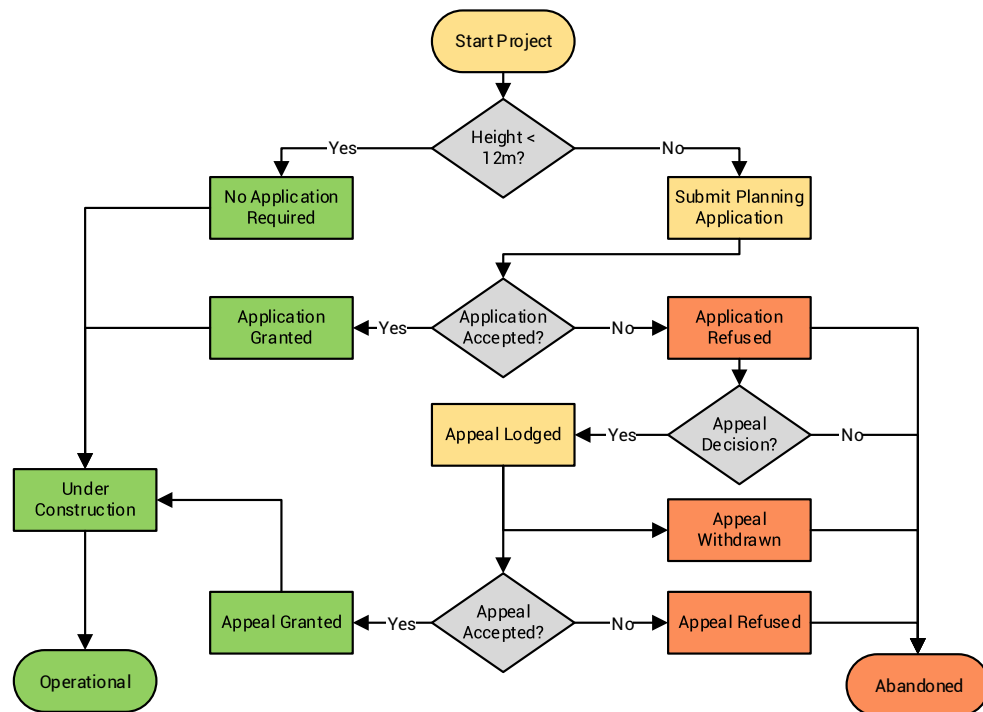 Start Project
Height <
12m?
Yes
No
No Application
Required
Submit Planning
Application
Application
Granted
Yes
Application
Accepted?
No
Application
Refused
Appeal Lodged
Yes
Appeal
Decision?
No
Under
Construction
Appeal
Withdrawn
Appeal Granted
Yes
Appeal
Accepted?
No
Appeal Refused
Operational
Abandoned